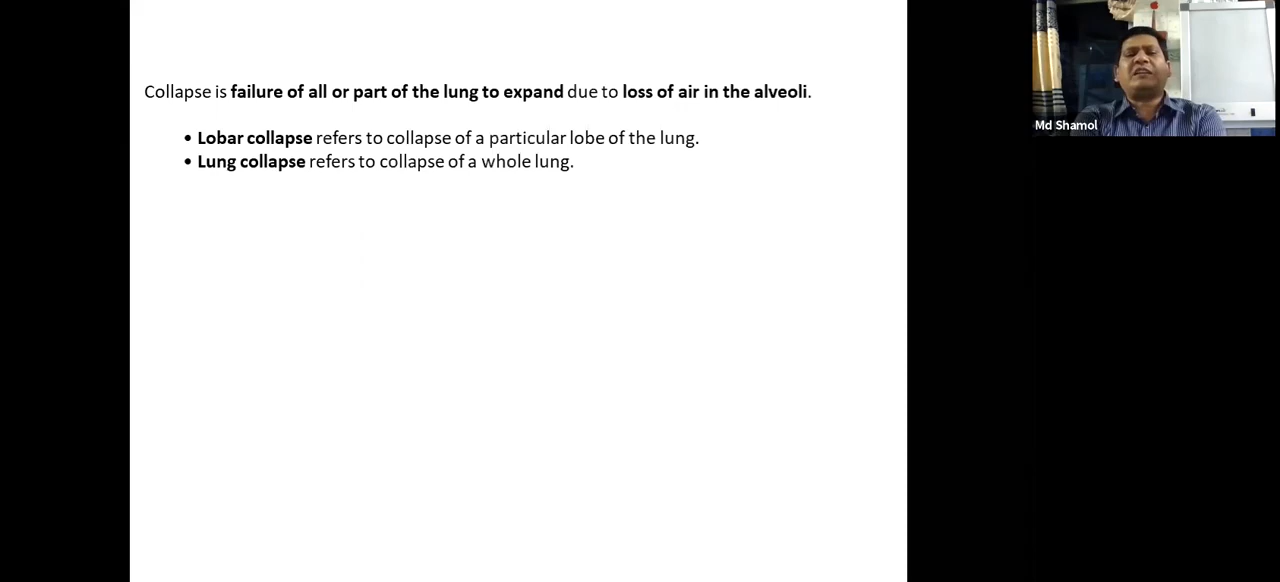 Collapse is failure of all or part of the lung to expand due to loss of air in the alveoli.
• Lobar collapse refers to collapse of a particular lobe of the lung.
• Lung collapse refers to collapse of a whole lung.
Md Shamol